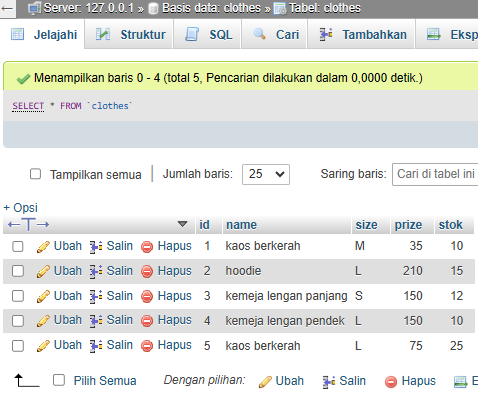 Server: 127.0.0.1 » Basis data: clothes » Tabel: clothes
Jelajahi Struktur SQL Cari Tambahkan Eksp
Menampilkan baris 0 - 4 (total 5, Pencarian dilakukan dalam 0,0000 detik.)
SELECT * FROM `clothes`
Tampilkan semua Jumlah baris: 25 Saring baris: Cari di tabel ini
+ Opsi
←T→ id name size prize stok
Ubah Salin Hapus 1 kaos berkerah M 35 10
Ubah Salin Hapus 2 hoodie L 210 15
Ubah Salin Hapus 3 kemeja lengan panjang S 150 12
Ubah Salin Hapus 4 kemeja lengan pendek L 150 10
Ubah Salin Hapus 5 kaos berkerah L 75 25
Pilih Semua Dengan pilihan: Ubah Salin Hapus E